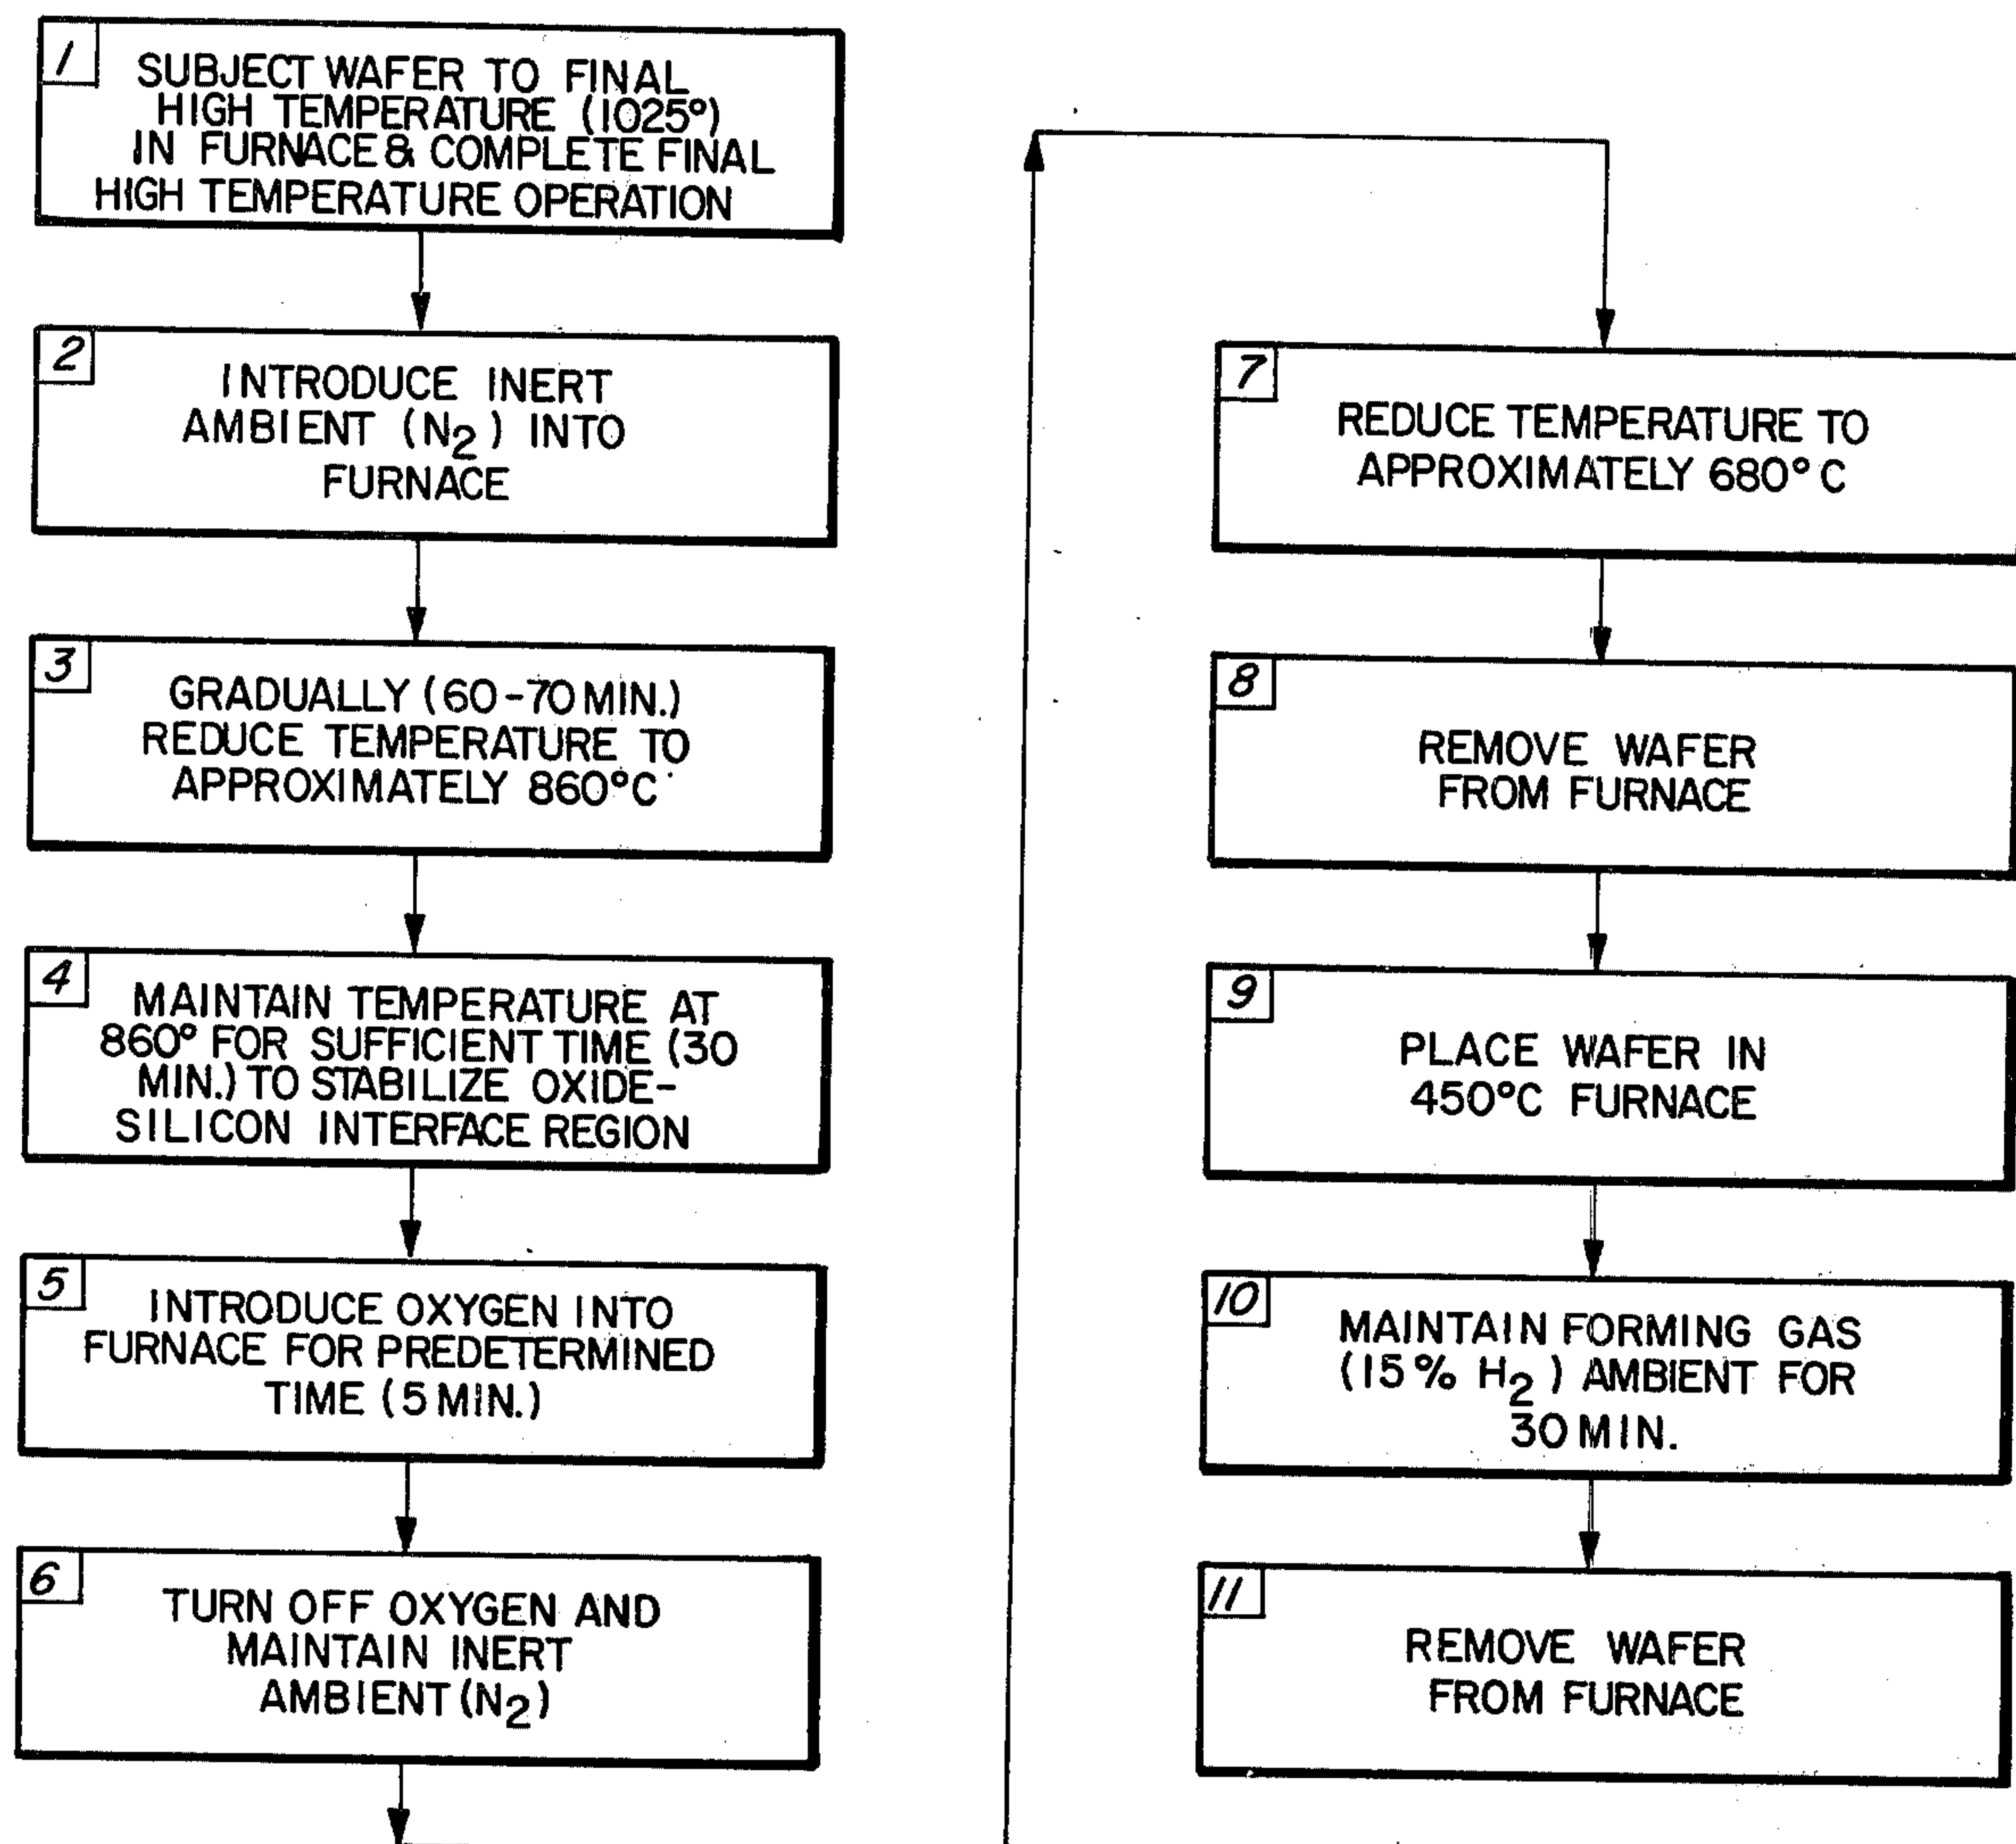 1
SUBJECT WAFER TO FINAL
HIGH TEMPERATURE (1025°)
IN FURNACE & COMPLETE FINAL
HIGH TEMPERATURE OPERATION
2
INTRODUCE INERT
AMBIENT (N2) INTO
FURNACE
3
GRADUALLY (60-70 MIN.)
REDUCE TEMPERATURE TO
APPROXIMATELY 860°C
4
MAINTAIN TEMPERATURE AT
860° FOR SUFFICIENT TIME (30
MIN.) TO STABILIZE OXIDE-
SILICON INTERFACE REGION
5
INTRODUCE OXYGEN INTO
FURNACE FOR PREDETERMINED
TIME (5 MIN.)
6
TURN OFF OXYGEN AND
MAINTAIN INERT
AMBIENT (N2)
7
REDUCE TEMPERATURE TO
APPROXIMATELY 680° C
8
REMOVE WAFER
FROM FURNACE
9
PLACE WAFER IN
450°C FURNACE
10
MAINTAIN FORMING GAS
(15% H2) AMBIENT FOR
30 MIN.
11
REMOVE WAFER
FROM FURNACE